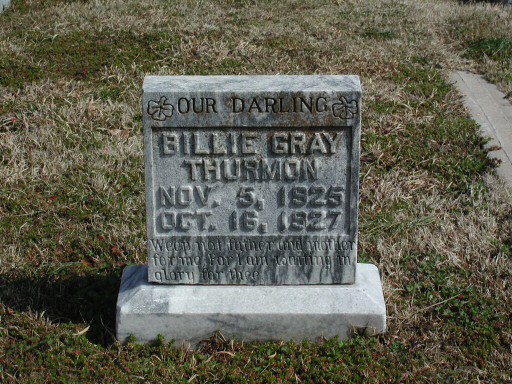 OUR DARLING
BILLIE GRAY
THURMON
NOV. 5, 1925
OCT. 16, 1927
Weep not father and mother
for me, For I am waiting in
glory for thee